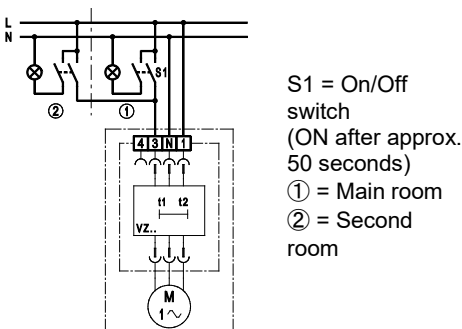 L
N
S1
② ①
4 3 N 1
t1 t2
VZ..
M
1∿
S1 = On/Off
switch
(ON after approx.
50 seconds)
① = Main room
② = Second
room